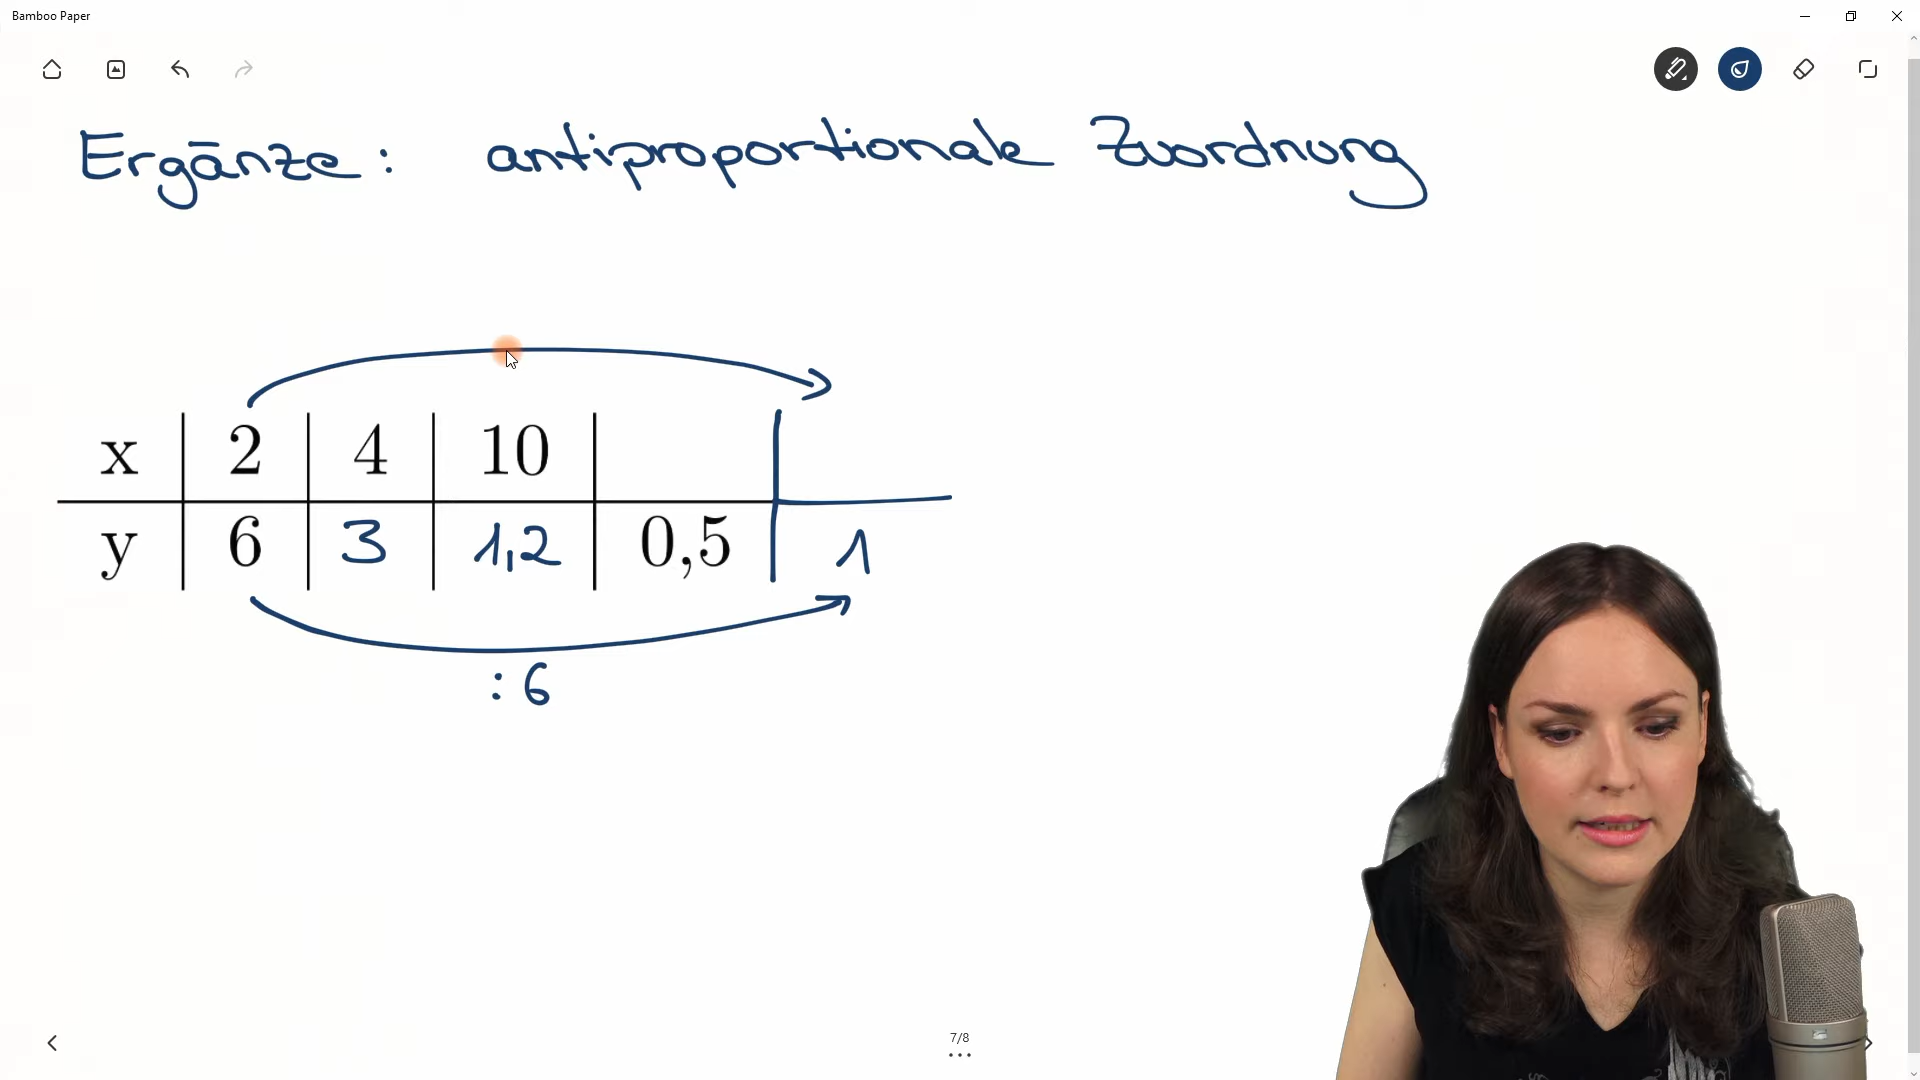 Bamboo Paper
Ergänze: antiproportionale Zuordnung
x 2 4 10
y 6 3 1,2 0,5 1
: 6
7/8